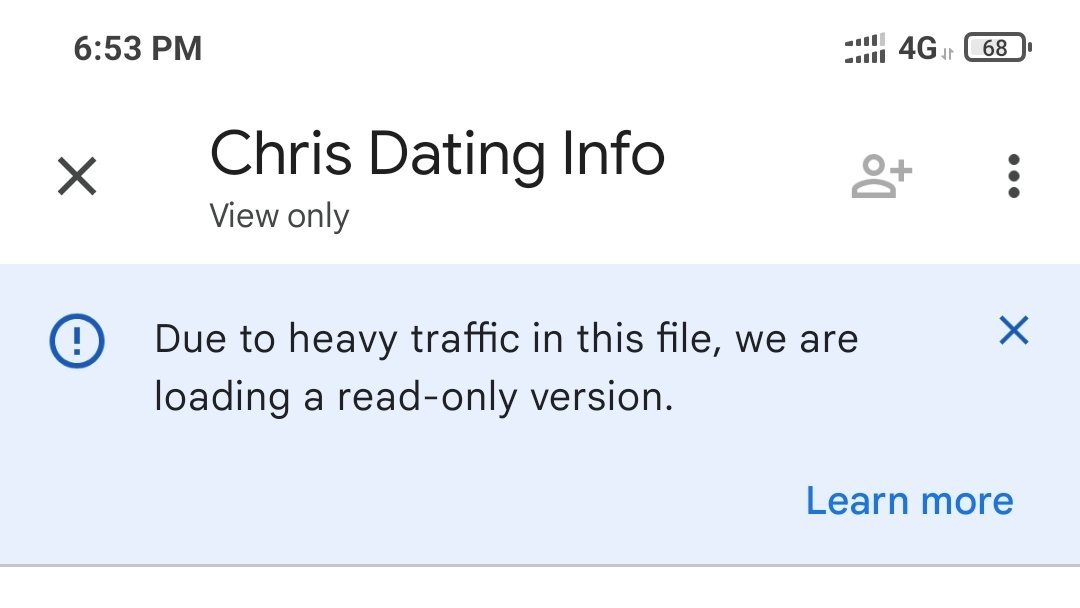 6:53 PM 4G 68
Chris Dating Info
View only
Due to heavy traffic in this file, we are
loading a read-only version.
Learn more